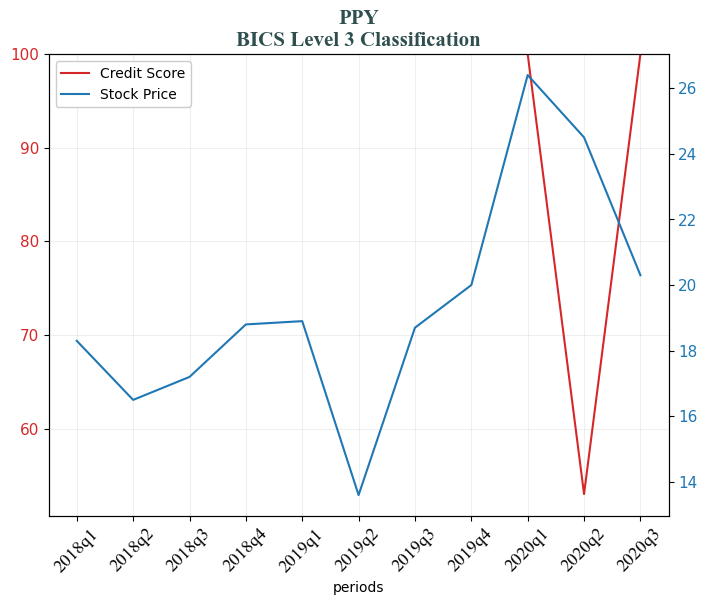 PPY
BICS Level 3 Classification
Credit Score
Stock Price
100
90
80
70
60
26
24
22
20
18
16
14
2018q1
2018q2
2018q3
2018q4
2019q1
2019q2
2019q3
2019q4
2020q1
2020q2
2020q3
periods